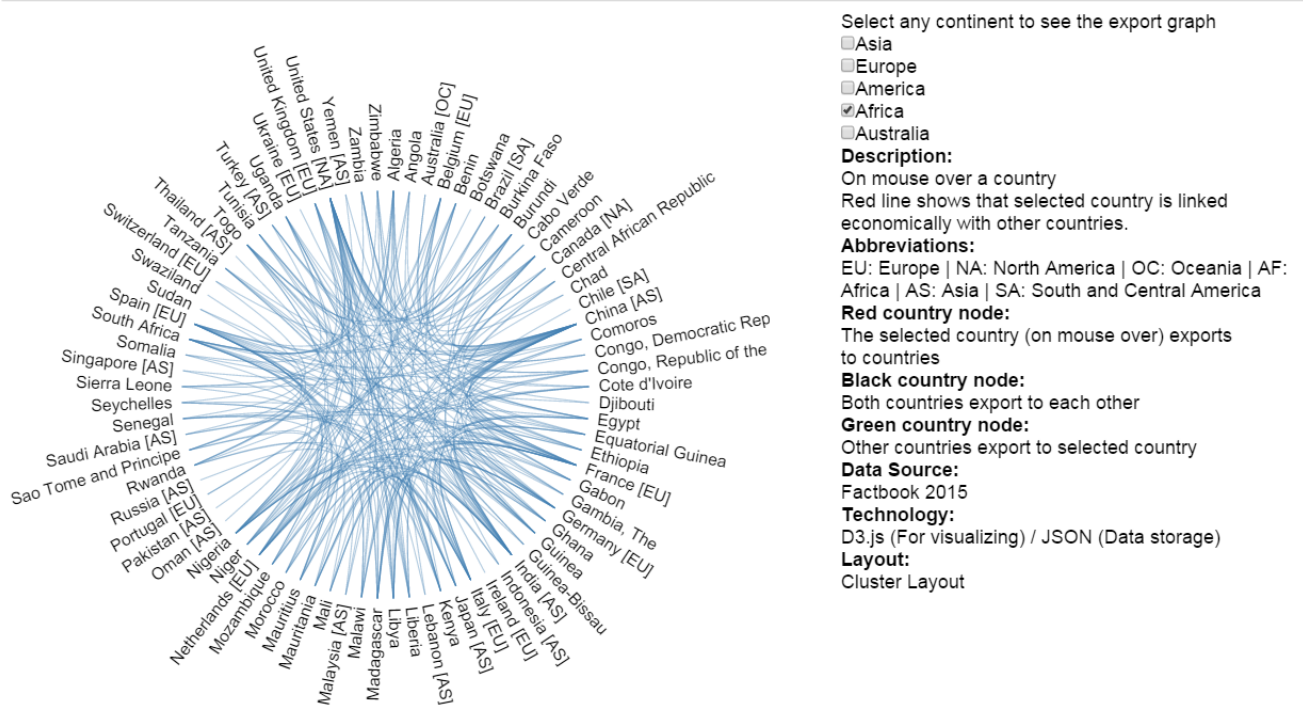 Select any continent to see the export graph
Asia
Europe
America
Africa
Australia
Description:
On mouse over a country
Red line shows that selected country is linked
economically with other countries.
Abbreviations:
EU: Europe | NA: North America | OC: Oceania | AF:
Africa | AS: Asia | SA: South and Central America
Red country node:
The selected country (on mouse over) exports
to countries
Black country node:
Both countries export to each other
Green country node:
Other countries export to selected country
Data Source:
Factbook 2015
Technology:
D3.js (For visualizing) / JSON (Data storage)
Layout:
Cluster Layout
Algeria
Angola
Australia [OC]
Belgium [EU]
Benin
Botswana
Brazil [SA]
Burkina Faso
Burundi
Cabo Verde
Cameroon
Canada [NA]
Central African Republic
Chad
Chile [SA]
China [AS]
Comoros
Congo, Democratic Rep
Congo, Republic of the
Cote d'Ivoire
Djibouti
Egypt
Equatorial Guinea
Ethiopia
France [EU]
Gabon
Gambia, The
Germany [EU]
Ghana
Guinea
Guinea-Bissau
India [AS]
Indonesia [AS]
Ireland [EU]
Italy [EU]
Japan [AS]
Kenya
Lebanon [AS]
Liberia
Libya
Madagascar
Malawi
Malaysia [AS]
Mali
Mauritania
Mauritius
Morocco
Mozambique
Netherlands [EU]
Niger
Nigeria
Oman [AS]
Pakistan [AS]
Portugal [EU]
Russia [AS]
Rwanda
Sao Tome and Principe
Saudi Arabia [AS]
Senegal
Seychelles
Sierra Leone
Singapore [AS]
Somalia
South Africa
Spain [EU]
Sudan
Swaziland
Switzerland [EU]
Tanzania
Thailand [AS]
Togo
Tunisia
Turkey [AS]
Uganda
Ukraine [EU]
United Kingdom [EU]
United States [NA]
Yemen [AS]
Zambia
Zimbabwe